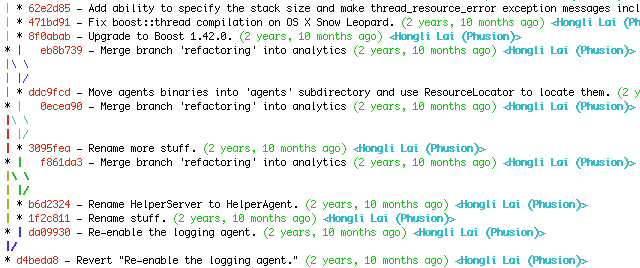 | * 62e2d85 – Add ability to specify the stack size and make thread_resource_error exception messages incl
| * 471bd91 – Fix boost::thread compilation on OS X Snow Leopard. (2 years, 10 months ago) <Hongli Lai (Phusion)>
| * 8f0abab – Upgrade to Boost 1.42.0. (2 years, 10 months ago) <Hongli Lai (Phusion)>
* |   eb8b739 – Merge branch 'refactoring' into analytics (2 years, 10 months ago) <Hongli Lai (Phusion)>
|\ \
| |/
| * ddc9fcd – Move agents binaries into 'agents' subdirectory and use ResourceLocator to locate them. (2 y
* |   0ecea90 – Merge branch 'refactoring' into analytics (2 years, 10 months ago) <Hongli Lai (Phusion)>
|\ \
| |/
| * 3095fea – Rename more stuff. (2 years, 10 months ago) <Hongli Lai (Phusion)>
* |   f861da3 – Merge branch 'refactoring' into analytics (2 years, 10 months ago) <Hongli Lai (Phusion)>
|\ \
| |/
| * b6d2324 – Rename HelperServer to HelperAgent. (2 years, 10 months ago) <Hongli Lai (Phusion)>
| * 1f2c811 – Rename stuff. (2 years, 10 months ago) <Hongli Lai (Phusion)>
* | da09930 – Re-enable the logging agent. (2 years, 10 months ago) <Hongli Lai (Phusion)>
|/
* d4beda8 – Revert "Re-enable the logging agent." (2 years, 10 months ago) <Hongli Lai (Phusion)>